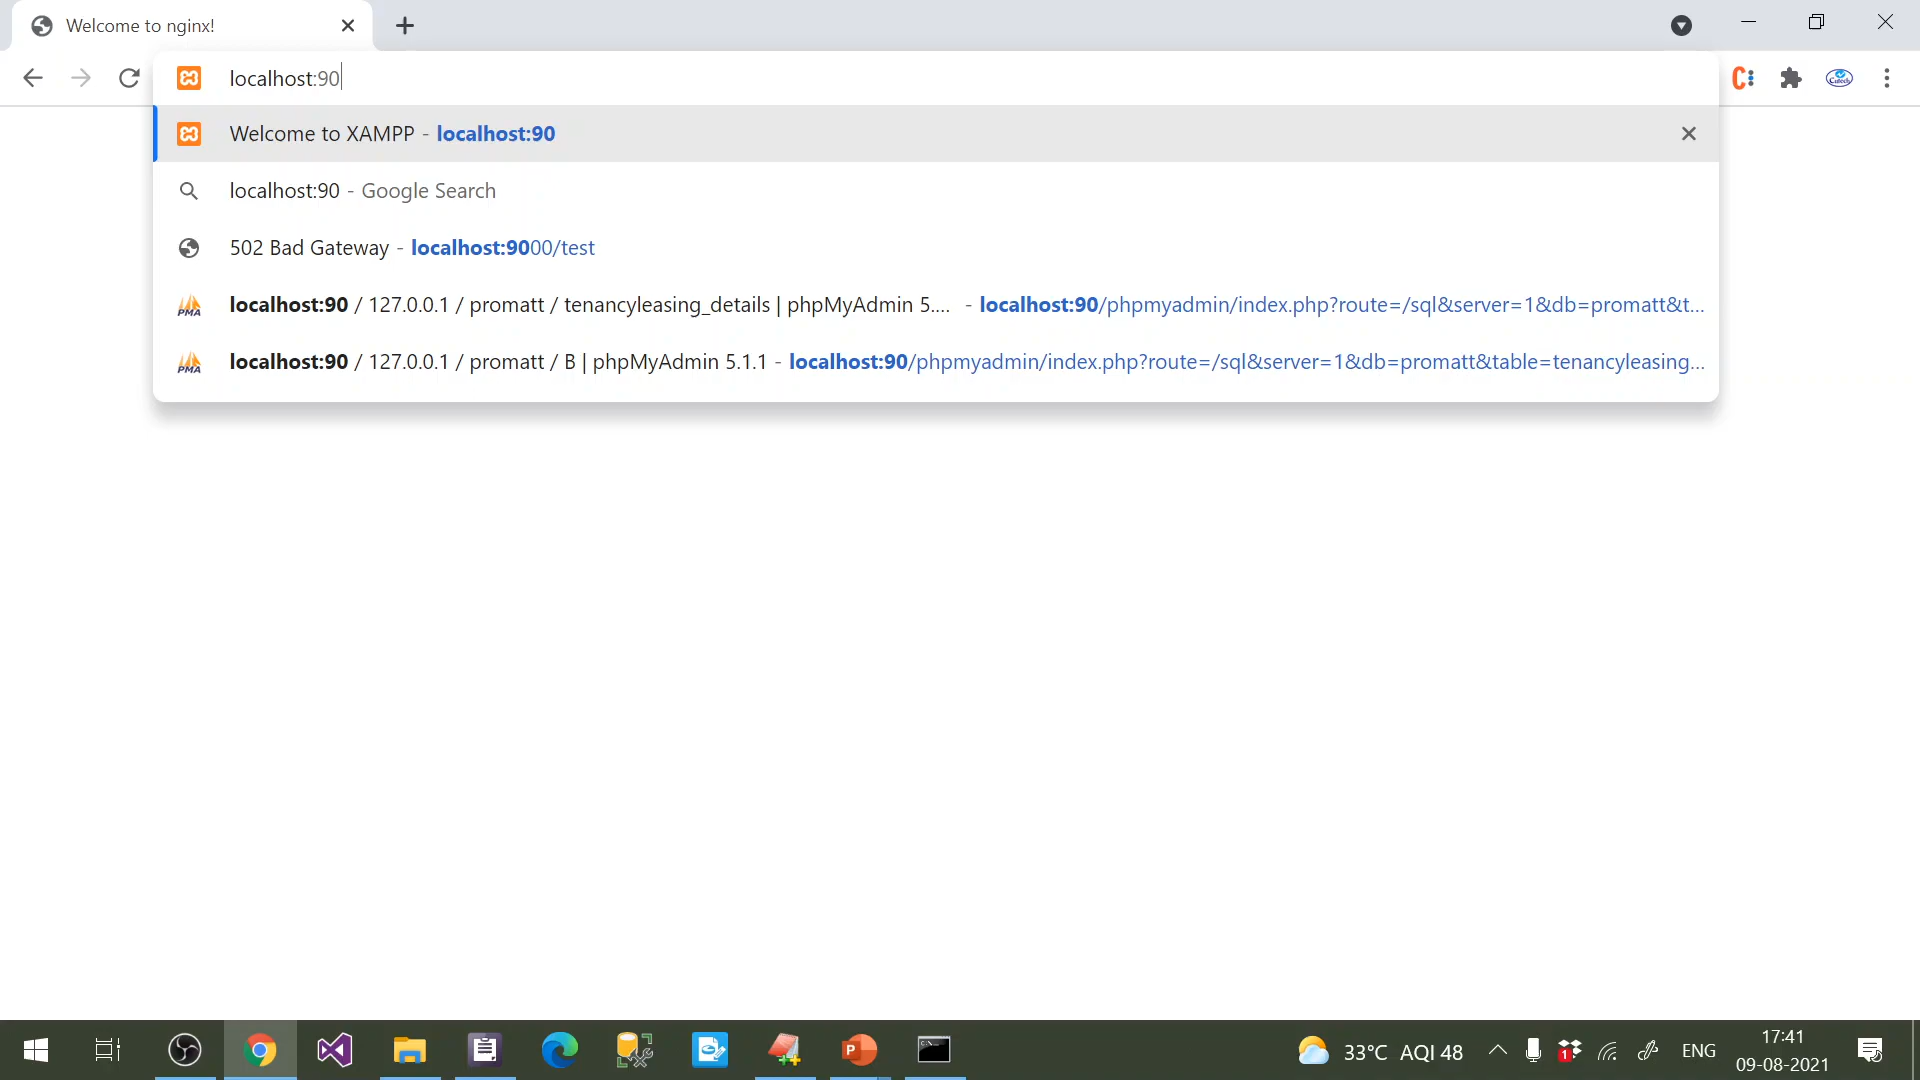 Welcome to nginx!
localhost:90
Welcome to XAMPP - localhost:90
localhost:90 - Google Search
502 Bad Gateway - localhost:9000/test
PMA localhost:90 / 127.0.0.1 / promatt / tenancyleasing_details | phpMyAdmin 5.... - localhost:90/phpmyadmin/index.php?route=/sql&server=1&db=promatt&t...
PMA localhost:90 / 127.0.0.1 / promatt / B | phpMyAdmin 5.1.1 - localhost:90/phpmyadmin/index.php?route=/sql&server=1&db=promatt&table=tenancyleasing...
33°C AQI 48
1
ENG
17:41
09-08-2021